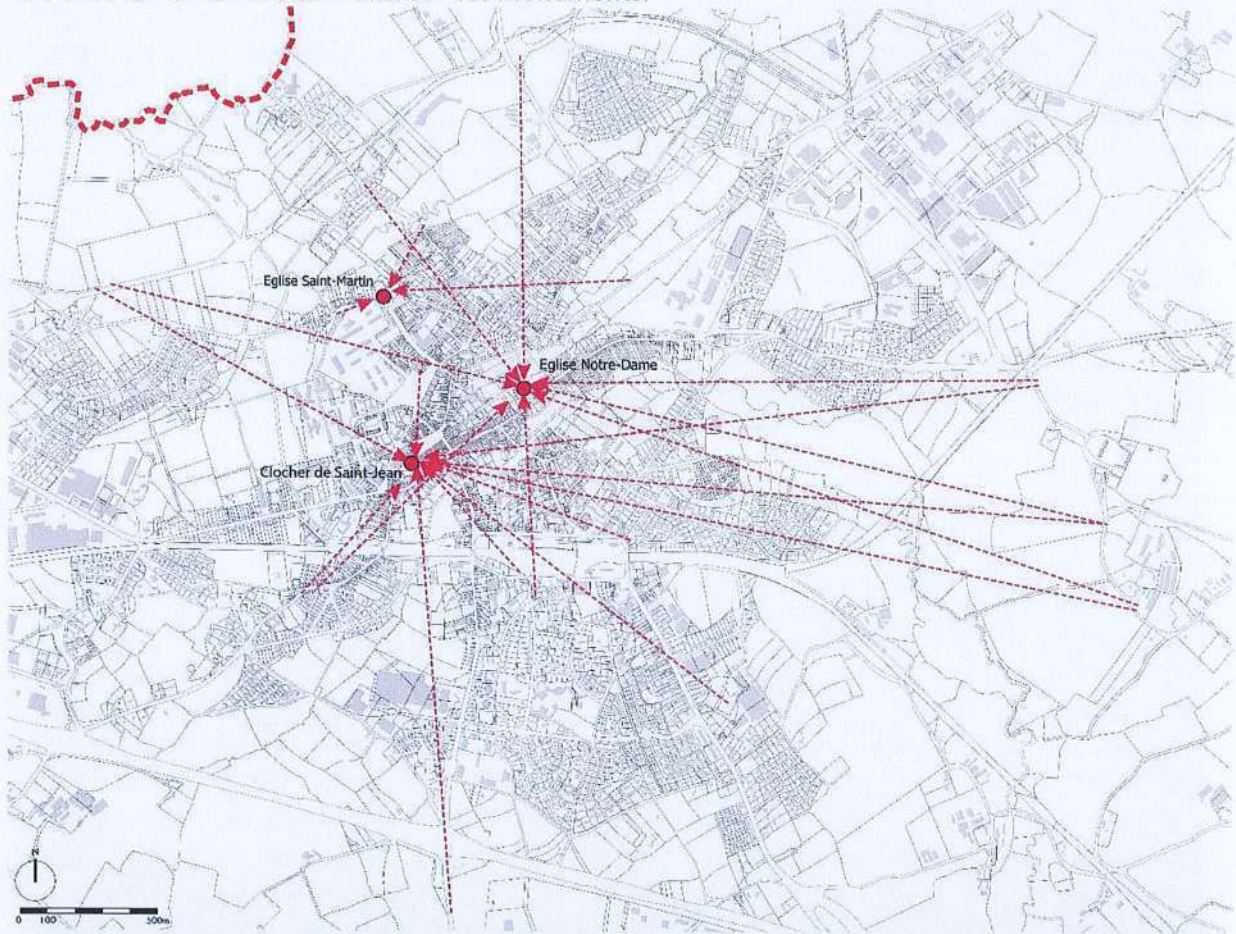 Eglise Saint-Martin
Eglise Notre-Dame
Clocher de Saint-Jean
N
0 100 500m